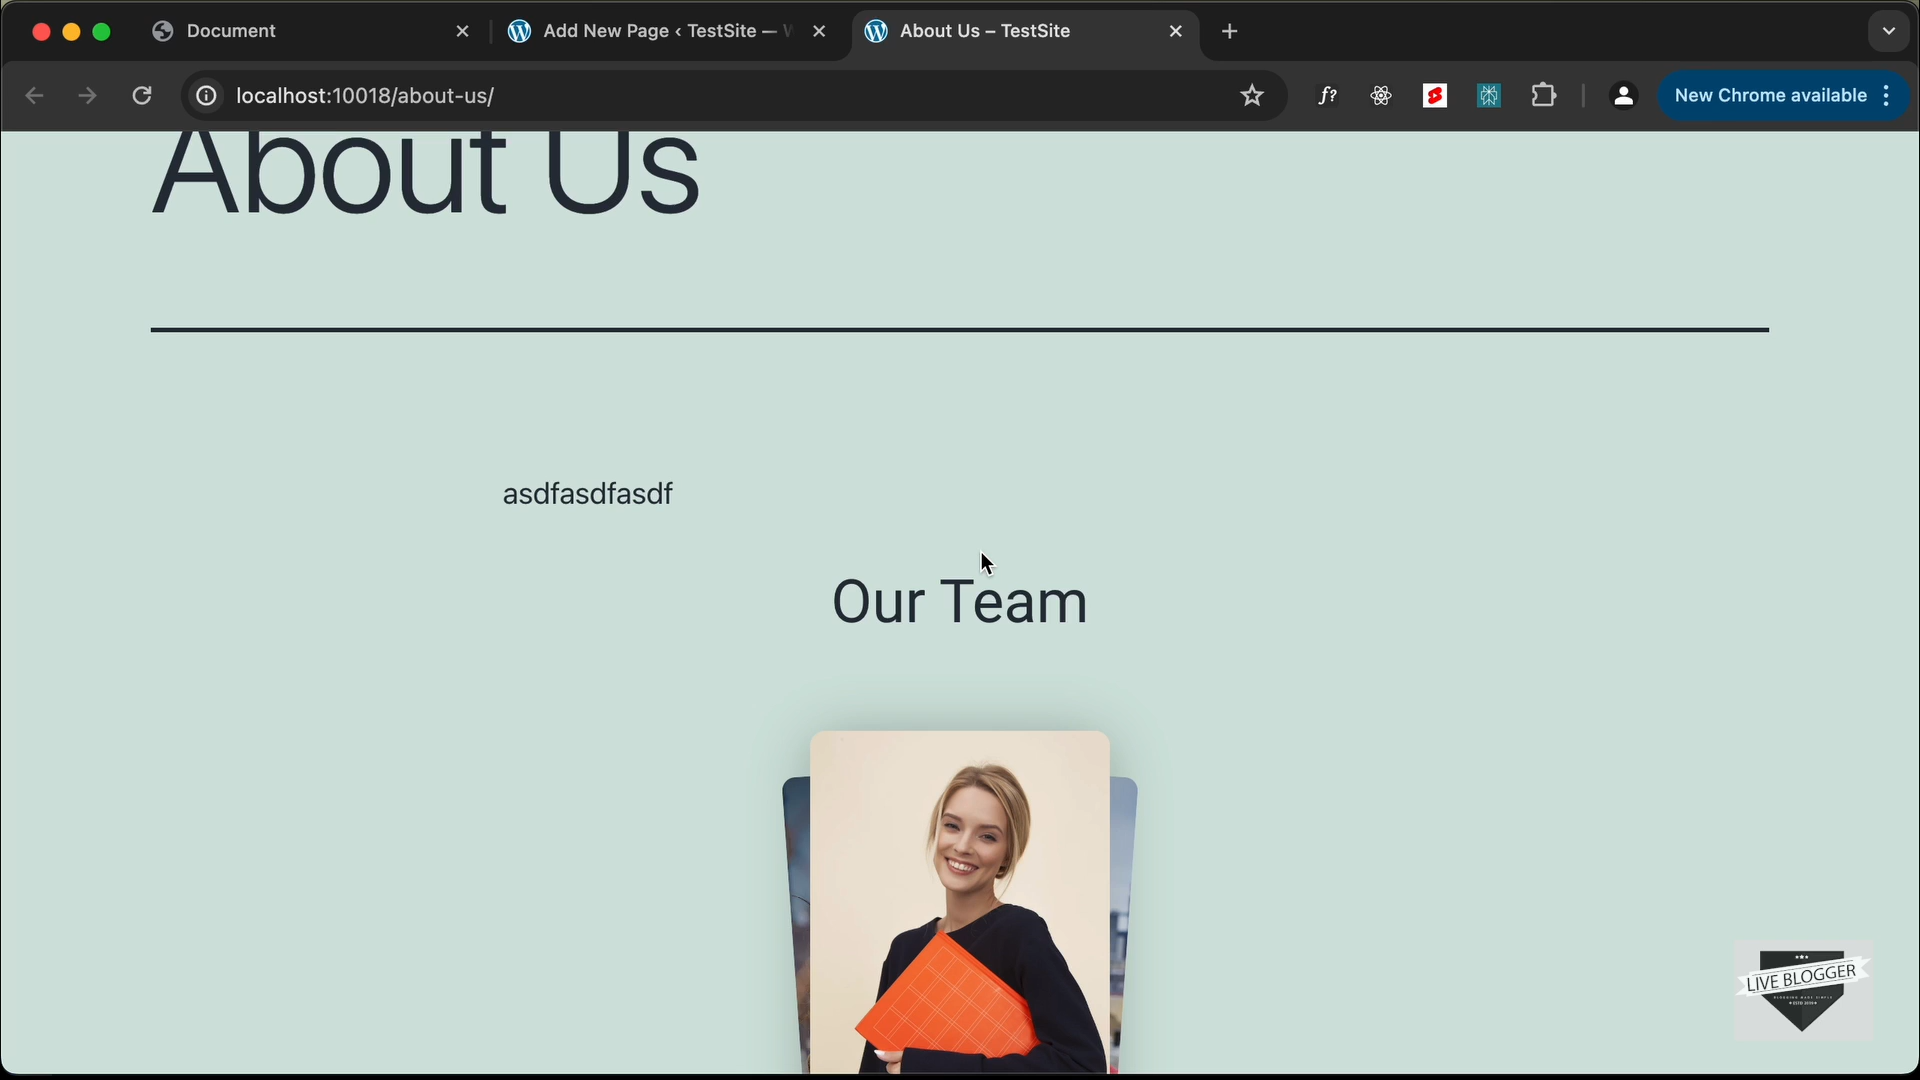 Document
Add New Page ‹ TestSite —
About Us – TestSite
localhost:10018/about-us/
f?
New Chrome available
About Us
asdfasdfasdf
Our Team
LIVE BLOGGER